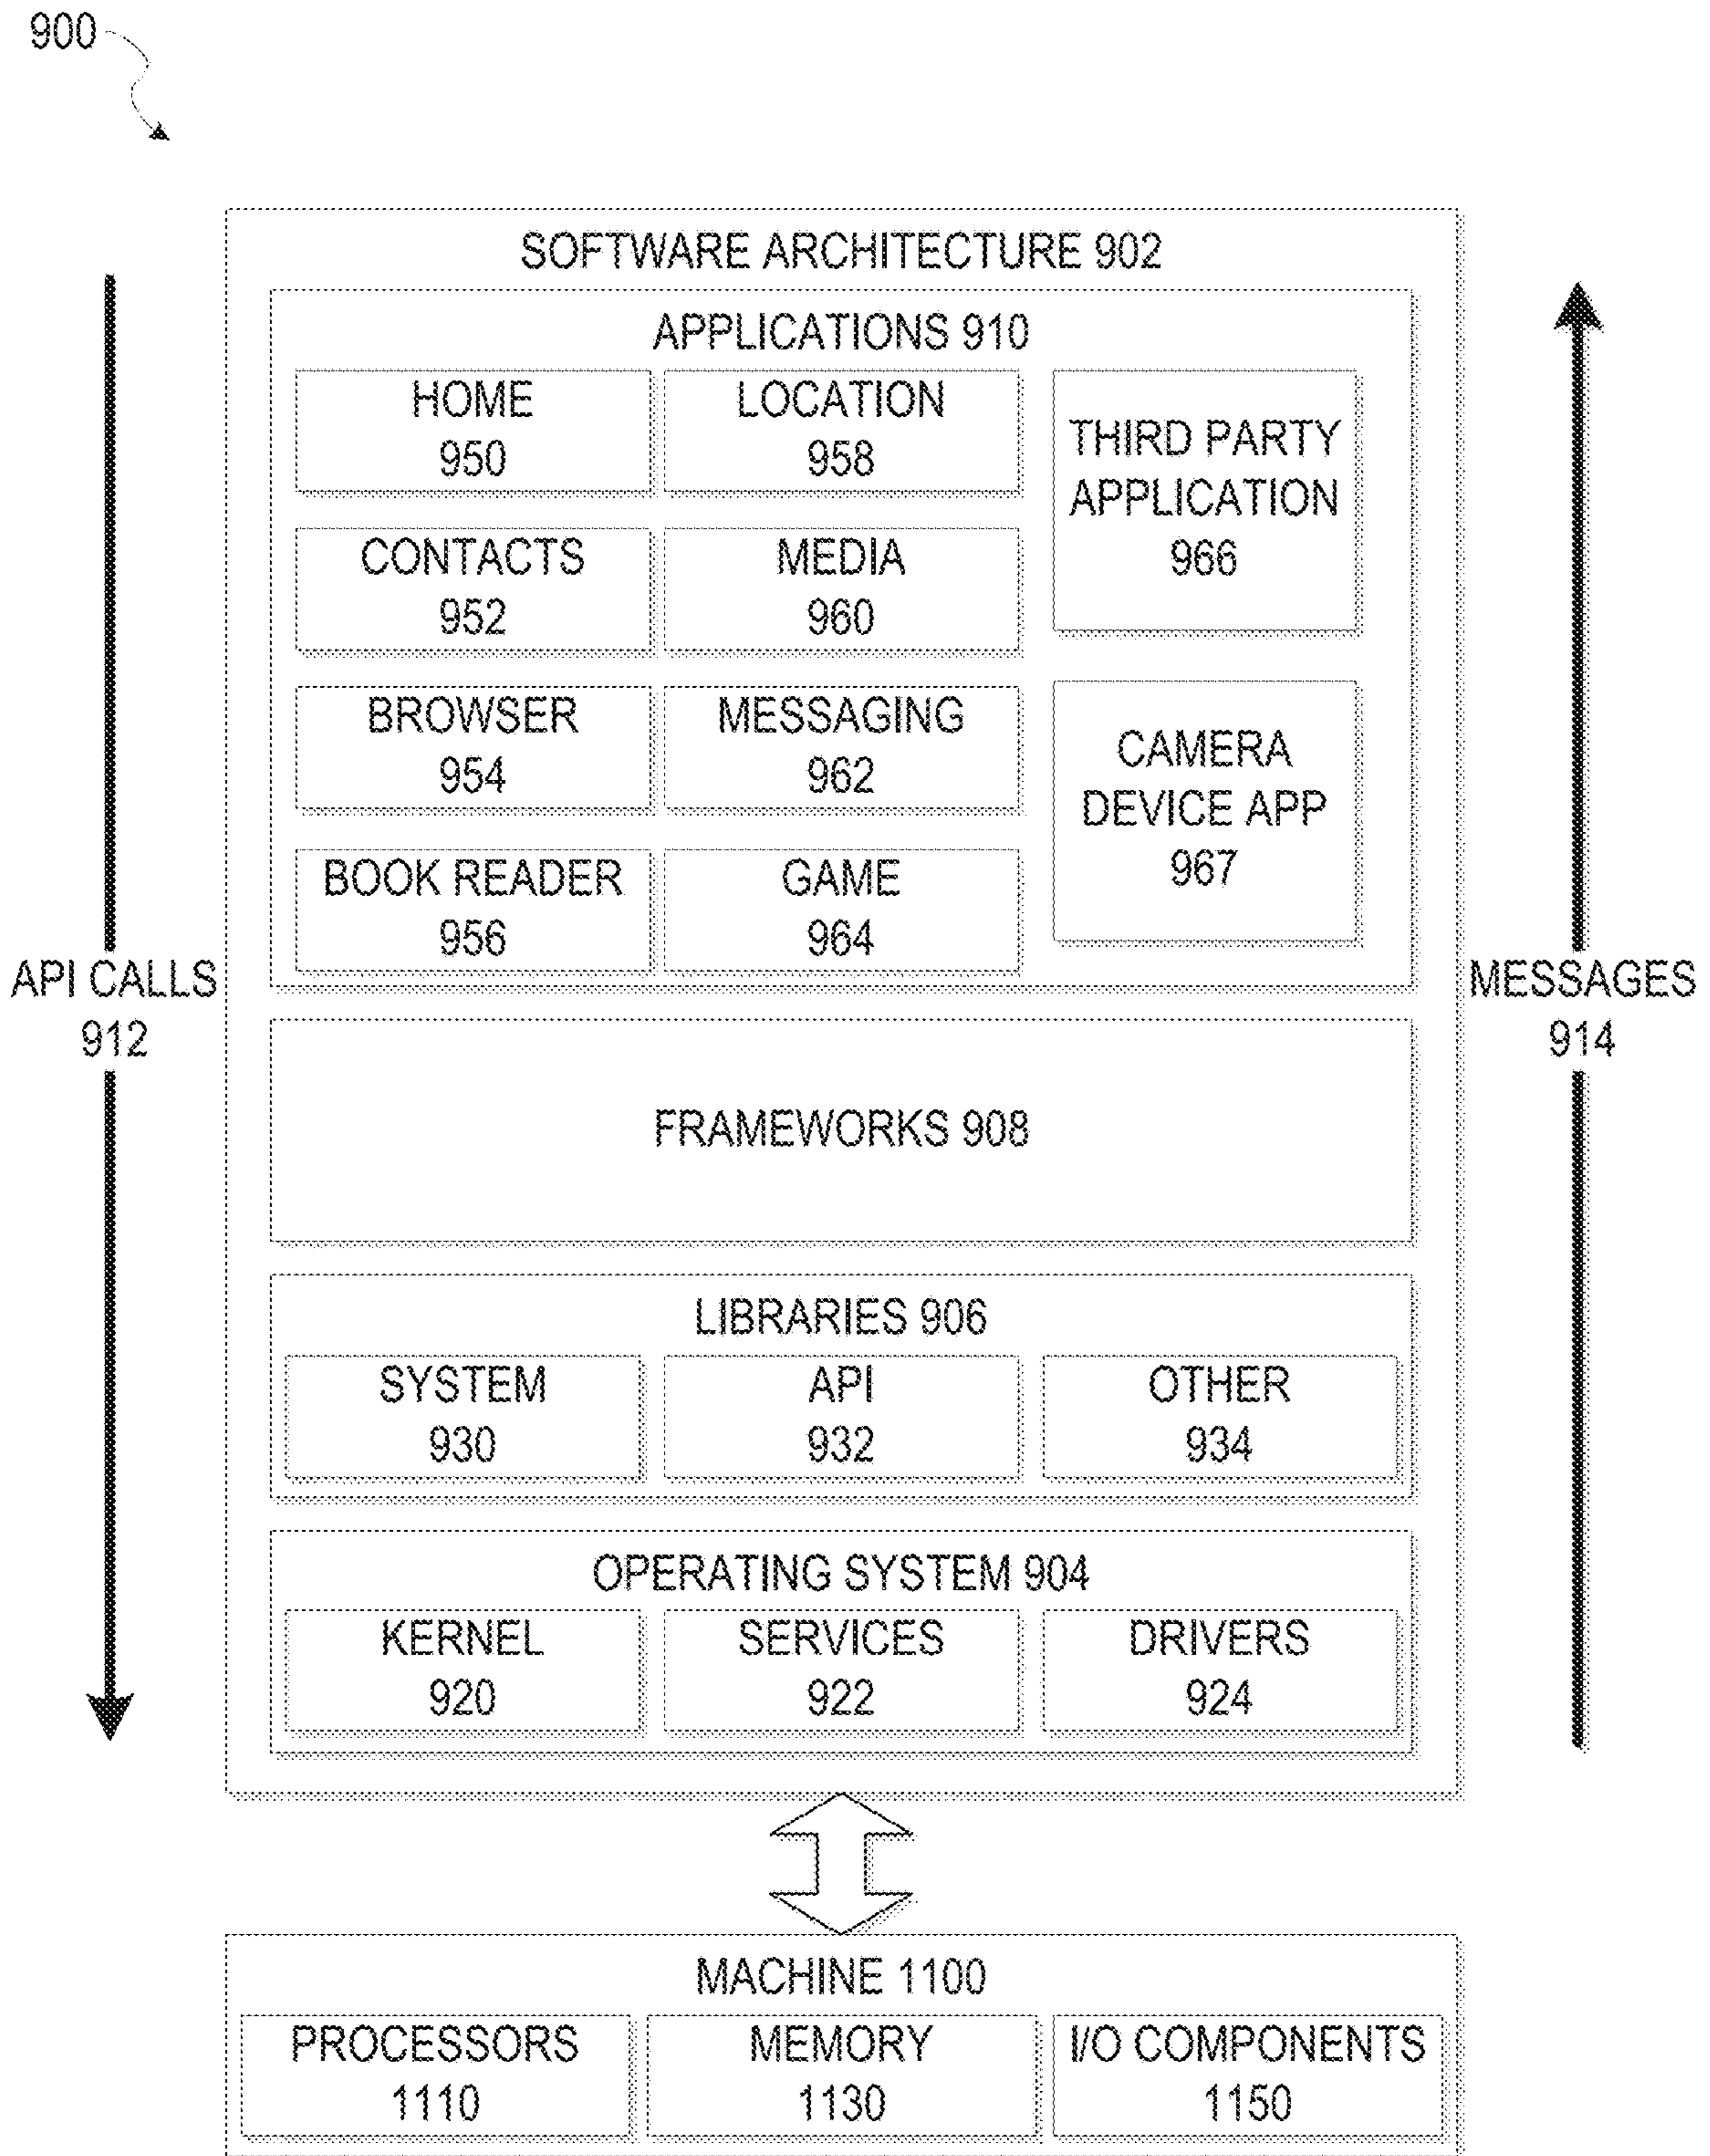 900
SOFTWARE ARCHITECTURE 902
APPLICATIONS 910
HOME
950
LOCATION
958
THIRD PARTY
APPLICATION
966
CONTACTS
952
MEDIA
960
BROWSER
954
MESSAGING
962
CAMERA
DEVICE APP
967
BOOK READER
956
GAME
964
API CALLS
912
MESSAGES
914
FRAMEWORKS 908
LIBRARIES 906
SYSTEM
930
API
932
OTHER
934
OPERATING SYSTEM 904
KERNEL
920
SERVICES
922
DRIVERS
924
MACHINE 1100
PROCESSORS
1110
MEMORY
1130
I/O COMPONENTS
1150